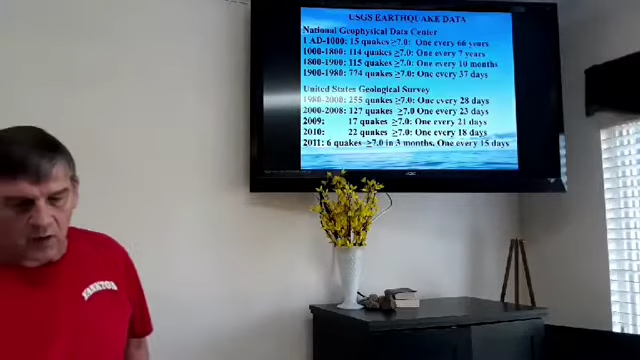 USGS EARTHQUAKE DATA
National Geophysical Data Center
1 AD-1000: 15 quakes ≥7.0: One every 66 years
1000-1800: 114 quakes ≥7.0: One every 7 years
1800-1900: 115 quakes ≥7.0: One every 10 months
1900-1980: 774 quakes ≥7.0: One every 37 days
United States Geological Survey
1980-2000: 255 quakes ≥7.0: One every 28 days
2000-2008: 127 quakes ≥7.0: One every 23 days
2009: 17 quakes ≥7.0: One every 21 days
2010: 22 quakes ≥7.0: One every 18 days
2011: 6 quakes ≥7.0 in 3 months. One every 15 days